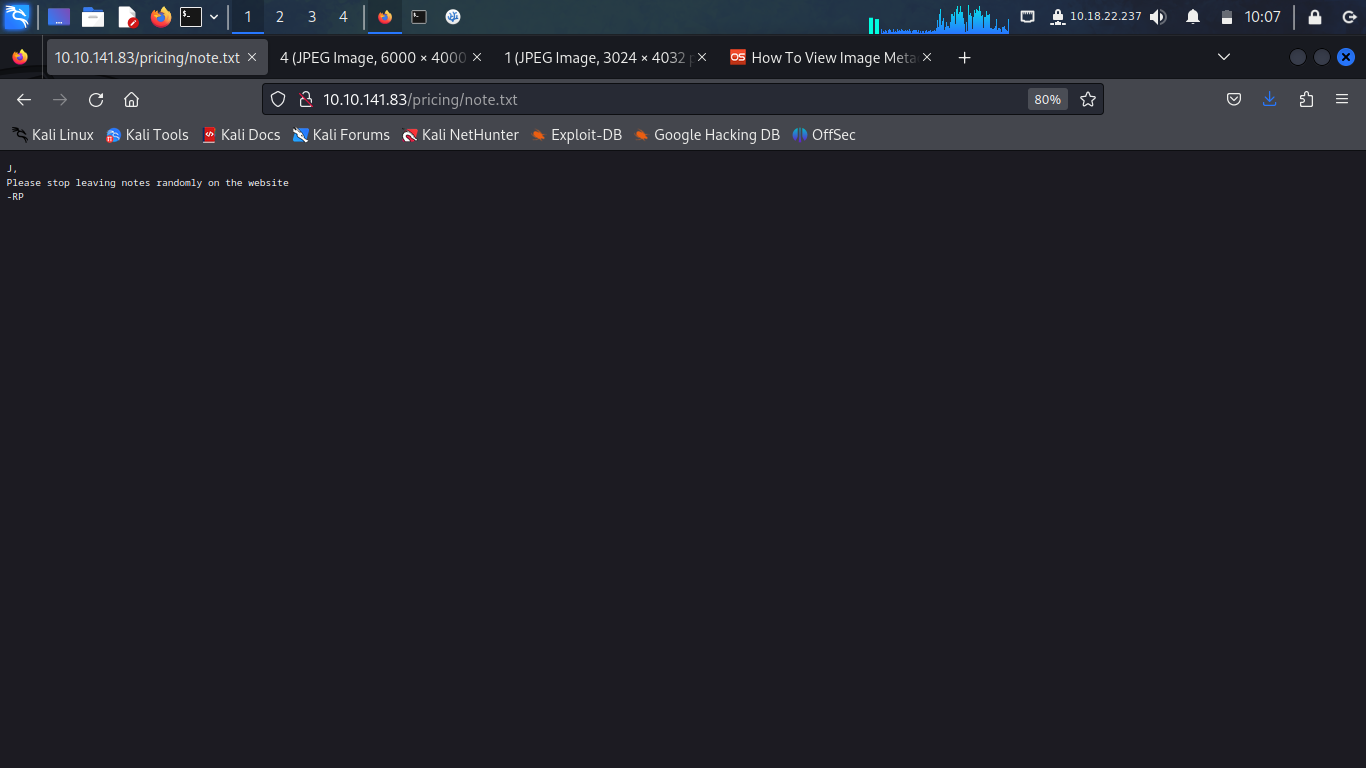 1 2 3 4 10.18.22.237 10:07
10.10.141.83/pricing/note.txt 4 (JPEG Image, 6000 × 4000 1 (JPEG Image, 3024 × 4032 How To View Image Meta
10.10.141.83/pricing/note.txt 80%
Kali Linux Kali Tools Kali Docs Kali Forums Kali NetHunter Exploit-DB Google Hacking DB OffSec
J,
Please stop leaving notes randomly on the website
-RP